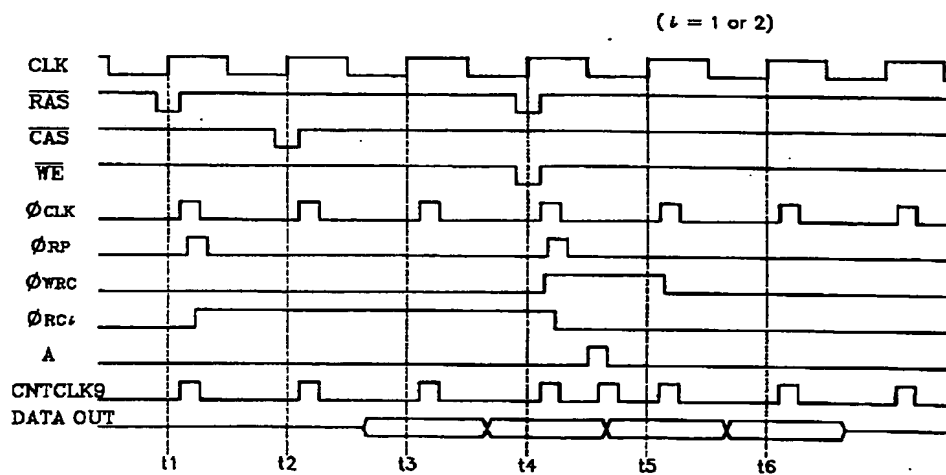 (i = 1 or 2)
CLK
RAS
CAS
WE
ØCLK
ØRP
ØWRC
ØRCi
A
CNTCLK9
DATA OUT
t1 t2 t3 t4 t5 t6